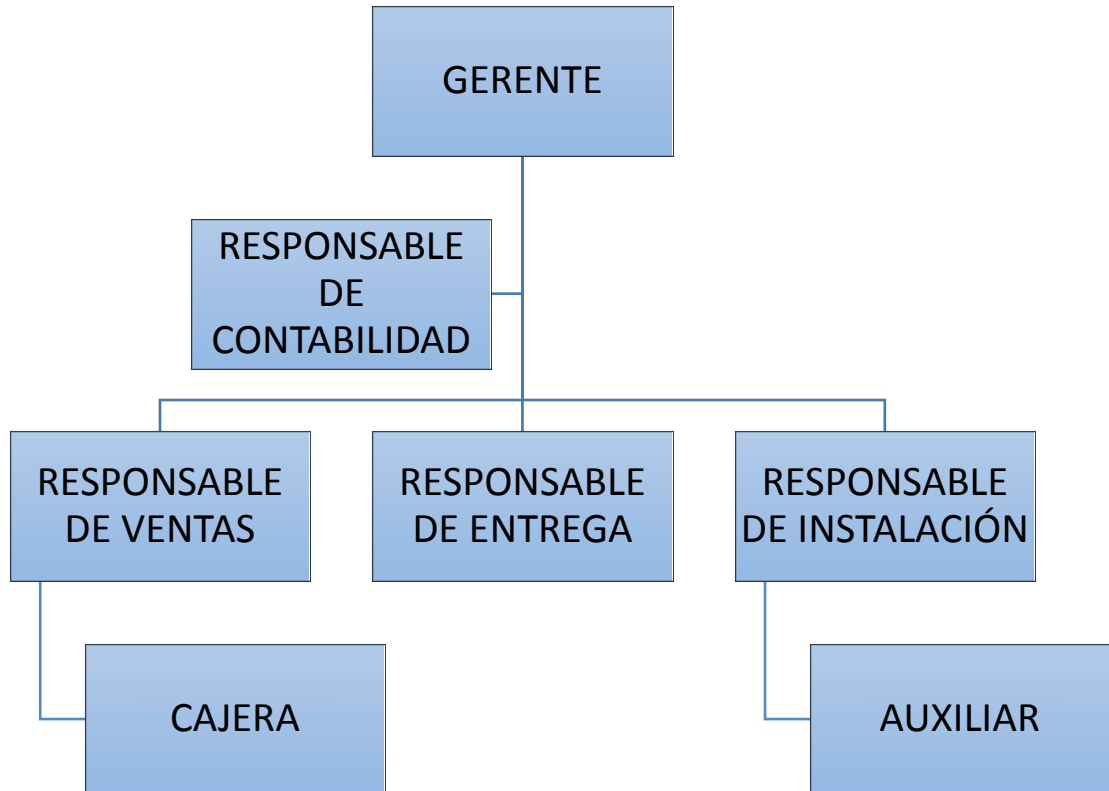 GERENTE
RESPONSABLE
DE
CONTABILIDAD
RESPONSABLE
DE VENTAS
RESPONSABLE
DE ENTREGA
RESPONSABLE
DE INSTALACIÓN
CAJERA
AUXILIAR